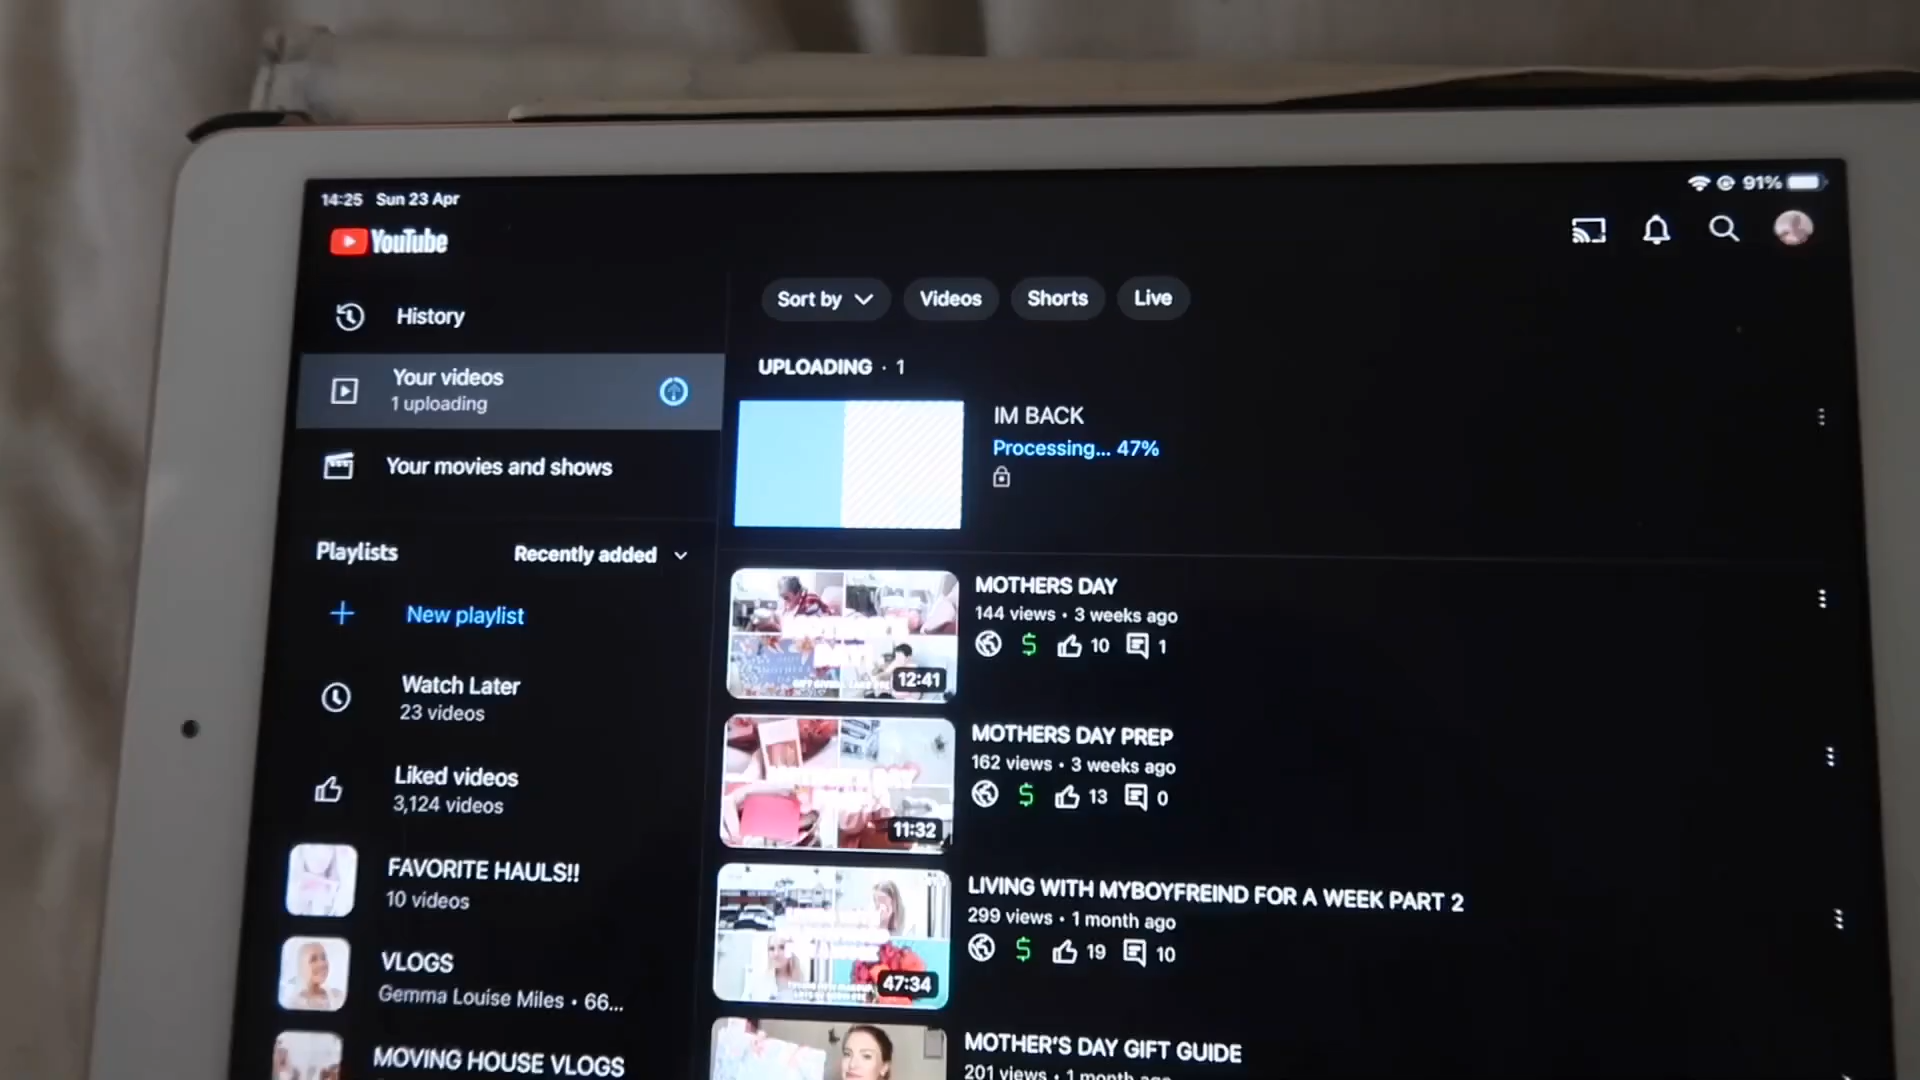 14:25 Sun 23 Apr
91%
YouTube
History
Your videos
1 uploading
Your movies and shows
Playlists
Recently added
New playlist
Watch Later
23 videos
Liked videos
3,124 videos
FAVORITE HAULS!!
10 videos
VLOGS
Gemma Louise Miles • 66...
MOVING HOUSE VLOGS
Sort by
Videos
Shorts
Live
UPLOADING · 1
IM BACK
Processing... 47%
MOTHERS DAY
144 views • 3 weeks ago
$ 10 1
12:41
MOTHERS DAY PREP
162 views • 3 weeks ago
$ 13 0
11:32
LIVING WITH MYBOYFREIND FOR A WEEK PART 2
299 views • 1 month ago
$ 19 10
47:34
MOTHER'S DAY GIFT GUIDE
201 views • 1 month ago